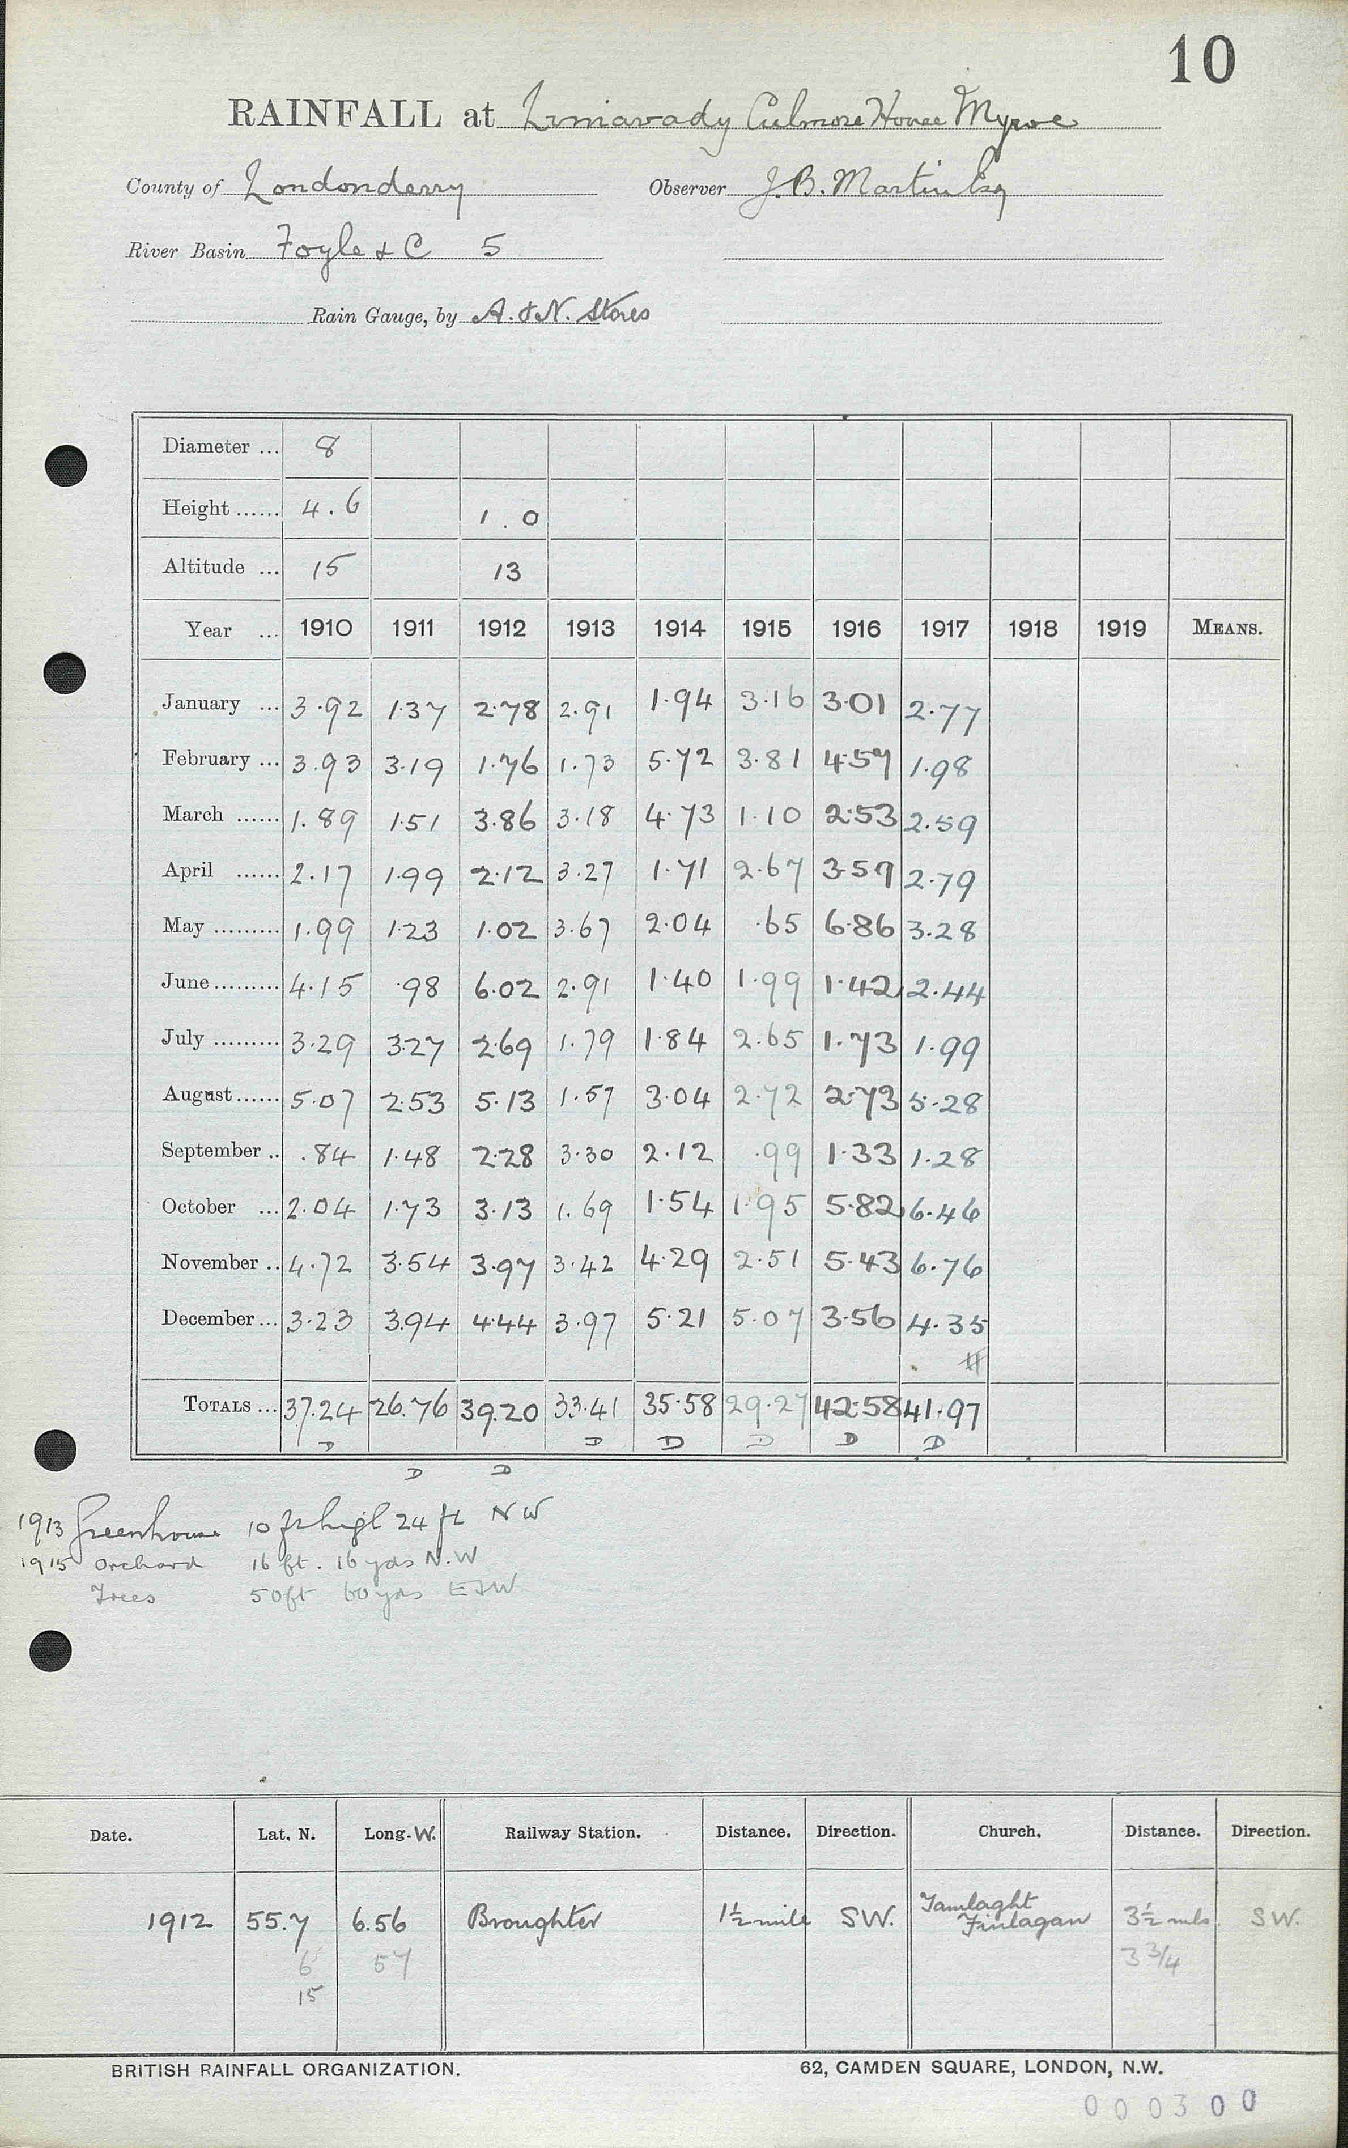 10
RAINFALL at Limavady Culmore House Myroe
County of Londonderry Observer J.B. Martin Esq
River Basin Foyle & C 5
Rain Gauge, by A. & N. Stores
Diameter ... 8
Height ...... 4.6 1.0
Altitude ... 15 13
Year ... 1910 1911 1912 1913 1914 1915 1916 1917 1918 1919 MEANS.
January ... 3.92 1.37 2.78 2.91 1.94 3.16 3.01 2.77
February ... 3.93 3.19 1.76 1.73 5.72 3.81 4.57 1.98
March ...... 1.89 1.51 3.86 3.18 4.73 1.10 2.53 2.59
April ...... 2.17 1.99 2.12 3.27 1.71 2.67 3.59 2.79
May ......... 1.99 1.23 1.02 3.67 2.04 .65 6.86 3.28
June ......... 4.15 .98 6.02 2.91 1.40 1.99 1.42 2.44
July ......... 3.29 3.27 2.69 1.79 1.84 2.65 1.73 1.99
August ...... 5.07 2.53 5.13 1.57 3.04 2.72 2.73 5.28
September .. .84 1.48 2.28 3.30 2.12 .99 1.33 1.28
October ... 2.04 1.73 3.13 1.69 1.54 1.95 5.82 6.46
November .. 4.72 3.54 3.97 3.42 4.29 2.51 5.43 6.76
December ... 3.23 3.94 4.44 3.97 5.21 5.07 3.56 4.35
#
TOTALS ... 37.24 26.76 39.20 33.41 35.58 29.27 42.58 41.97
D D D D D D
D D
1913 Greenhouse 10 ft high 24 ft NW
1915 Orchard 16 ft. 16 yds N.W
Trees 50ft 60 yds E & W
Date. Lat. N. Long. W. Railway Station. Distance. Direction. Church. Distance. Direction.
1912 55.7 6.56 Broughter 1½ mile SW. Tamlaght Finlagan 3½ mls SW.
6 57 3¾
15
BRITISH RAINFALL ORGANIZATION. 62, CAMDEN SQUARE, LONDON, N.W.
000300